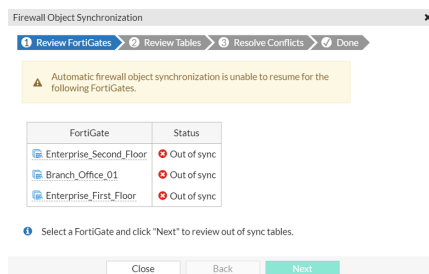 Firewall Object Synchronization
1 Review FortiGates 2 Review Tables 3 Resolve Conflicts Done
Automatic firewall object synchronization is unable to resume for the
following FortiGates.
FortiGate Status
Enterprise_Second_Floor Out of sync
Branch_Office_01 Out of sync
Enterprise_First_Floor Out of sync
Select a FortiGate and click "Next" to review out of sync tables.
Close Back Next